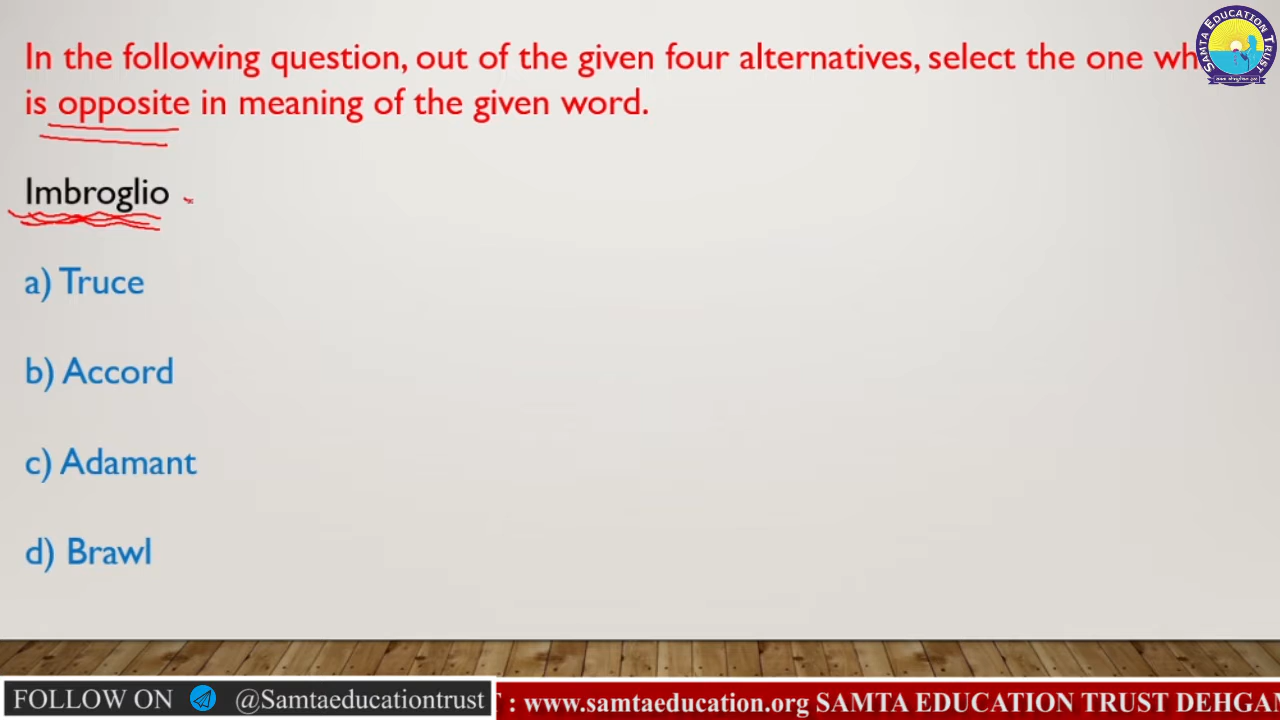 In the following question, out of the given four alternatives, select the one wh
is opposite in meaning of the given word.
Imbroglio
a) Truce
b) Accord
c) Adamant
d) Brawl
SAMTA EDUCATION TRUST
FOLLOW ON @Samtaeducationtrust
: www.samtaeducation.org SAMTA EDUCATION TRUST DEHGAM